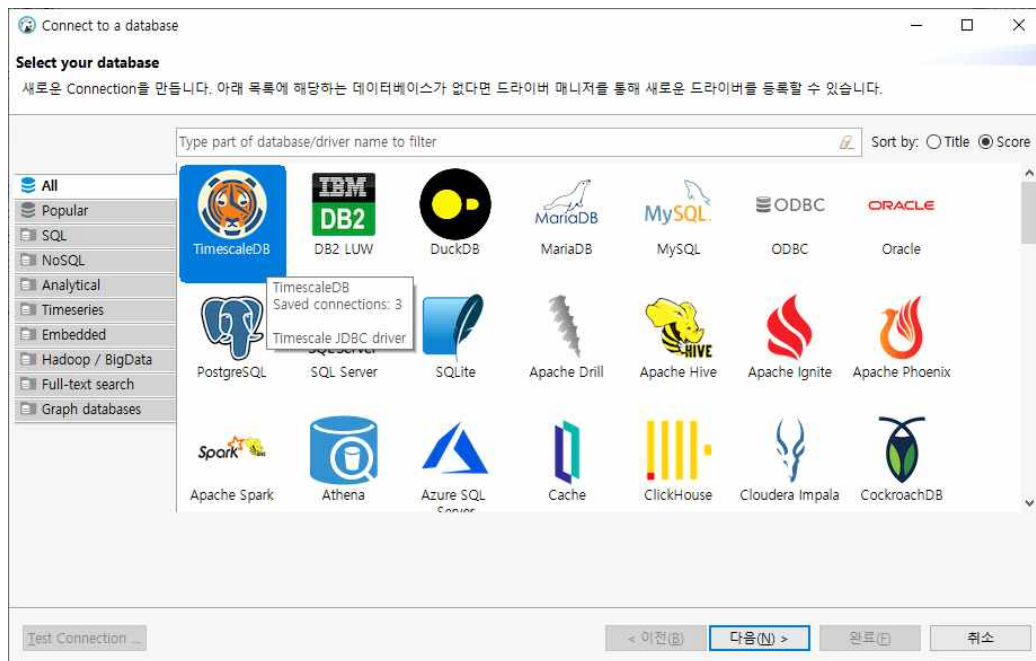 Connect to a database
Select your database
새로운 Connection을 만듭니다. 아래 목록에 해당하는 데이터베이스가 없다면 드라이버 매니저를 통해 새로운 드라이버를 등록할 수 있습니다.
Type part of database/driver name to filter
Sort by: Title Score
All
Popular
SQL
NoSQL
Analytical
Timeseries
Embedded
Hadoop / BigData
Full-text search
Graph databases
IBM
DB2
MariaDB
MySQL
ODBC
ORACLE
TimescaleDB DB2 LUW DuckDB MariaDB MySQL ODBC Oracle
TimescaleDB
Saved connections: 3
Timescale JDBC driver
HIVE
PostgreSQL SQL Server SQLite Apache Drill Apache Hive Apache Ignite Apache Phoenix
Spark
Apache Spark Athena Azure SQL Server Cache ClickHouse Cloudera Impala CockroachDB
Test Connection ...
< 이전(B) 다음(N) > 완료(F) 취소